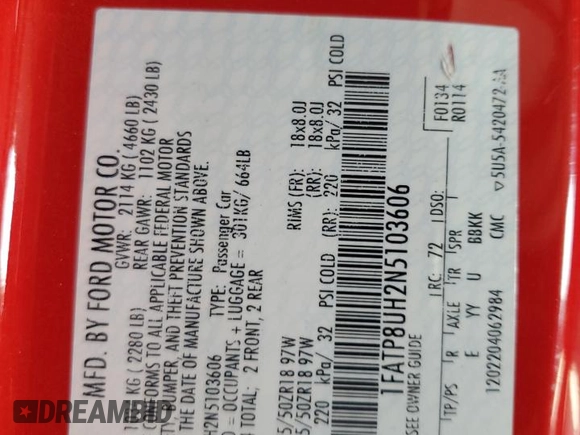 MFD. BY FORD MOTOR CO.
GVWR: 2114 KG ( 4660 LB)
KG ( 2280 LB) REAR GAWR: 1102 KG ( 2430 LB)
CONFORMS TO ALL APPLICABLE FEDERAL MOTOR
BUMPER, AND THEFT PREVENTION STANDARDS
THE DATE OF MANUFACTURE SHOWN ABOVE.
H2N5103606 TYPE: Passenger Car
= OCCUPANTS + LUGGAGE = 301KG/ 664LB
TOTAL: 2 FRONT, 2 REAR
5/50ZR18 97W RIMS (FR): 18x8.0J
5/50ZR18 97W (RR): 18x8.0J
220 kPa/ 32 PSI COLD (RR): 220 kPa/ 32 PSI COLD
1FATP8UH2N5103606
SEE OWNER GUIDE
F0134
R0114
RC: 72 DSO:
TP/PS R AXLE TR SPR
E YY U BBKK
1202204062984 CMC ▽5U5A-5420472-AA
DREAMBID